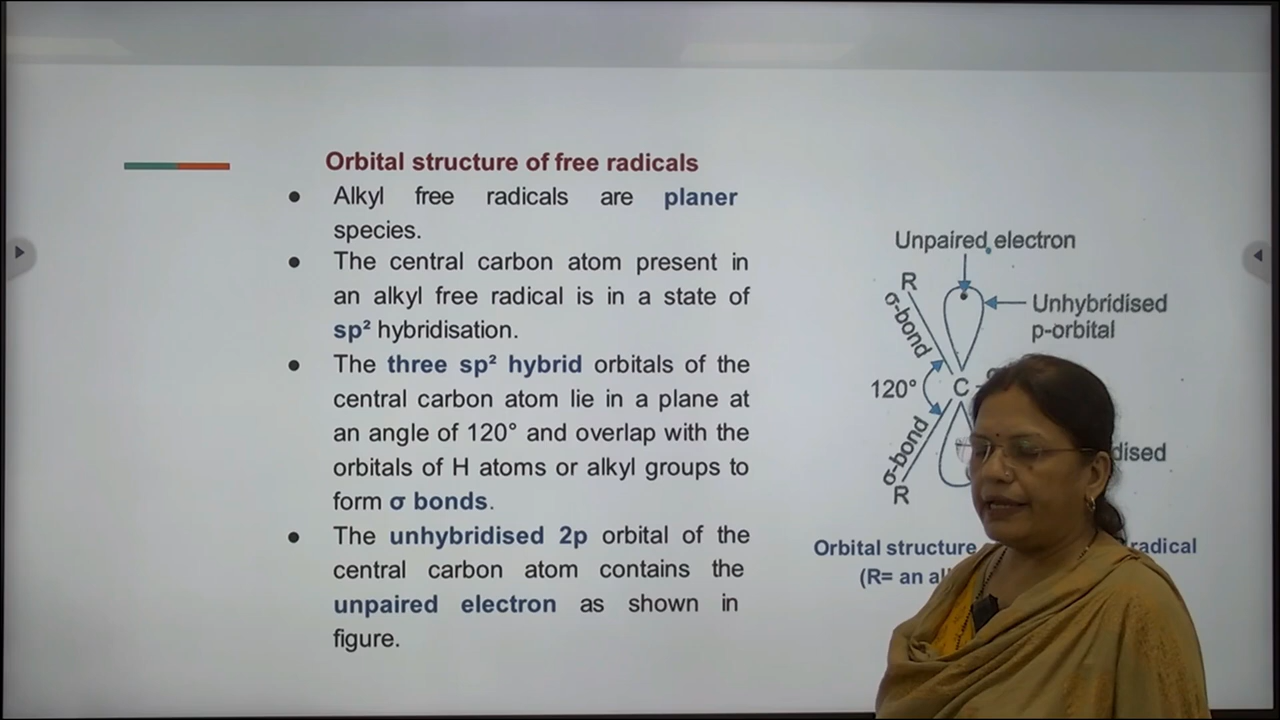 Orbital structure of free radicals
● Alkyl free radicals are planer
species.
● The central carbon atom present in
an alkyl free radical is in a state of
sp² hybridisation.
● The three sp² hybrid orbitals of the
central carbon atom lie in a plane at
an angle of 120° and overlap with the
orbitals of H atoms or alkyl groups to
form σ bonds.
● The unhybridised 2p orbital of the
central carbon atom contains the
unpaired electron as shown in
figure.
Unpaired electron
R
σ-bond
Unhybridised
p-orbital
120°
C
σ-bond
R
Orbital structure radical
(R= an